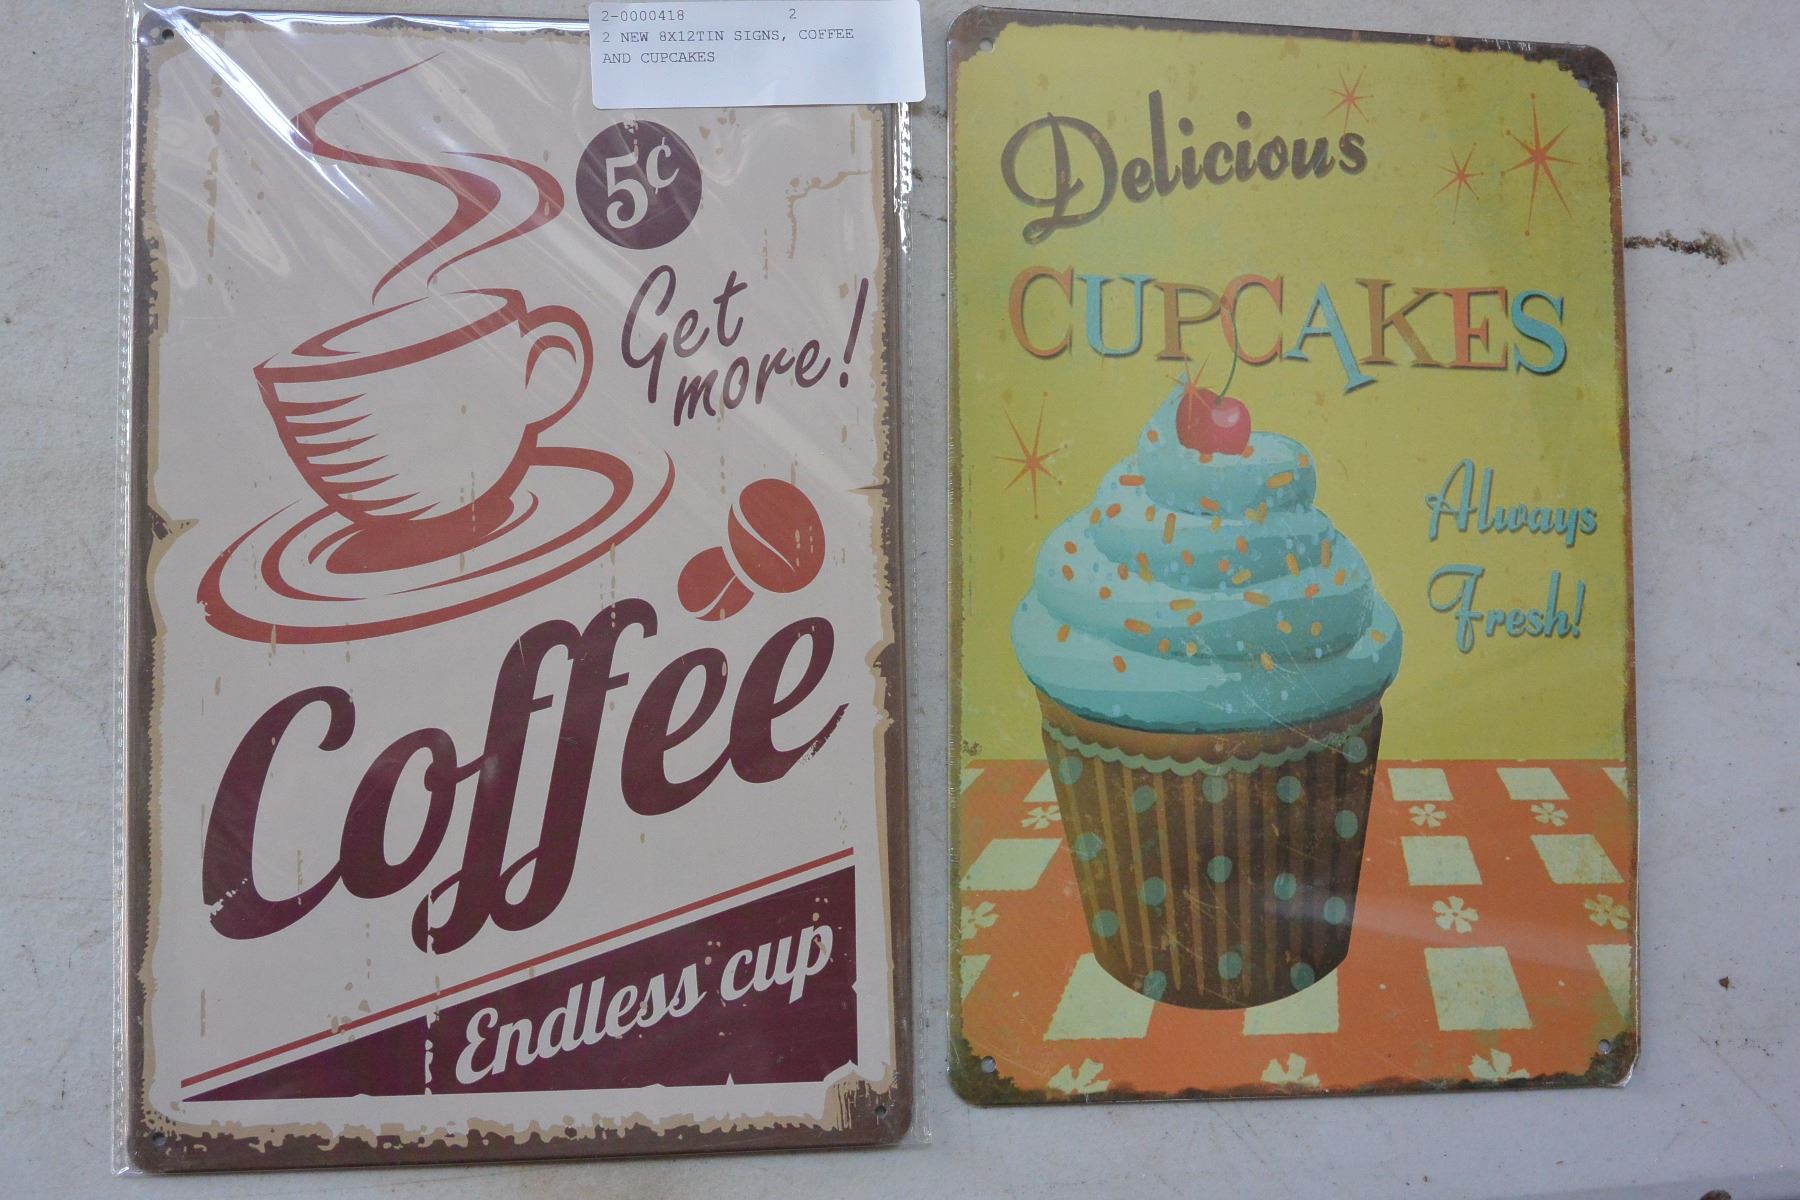 2-0000418 2
2 NEW 8X12TIN SIGNS, COFFEE
AND CUPCAKES
5¢
Get
more!
Coffee
Endless cup
Delicious
CUPCAKES
Always
Fresh!